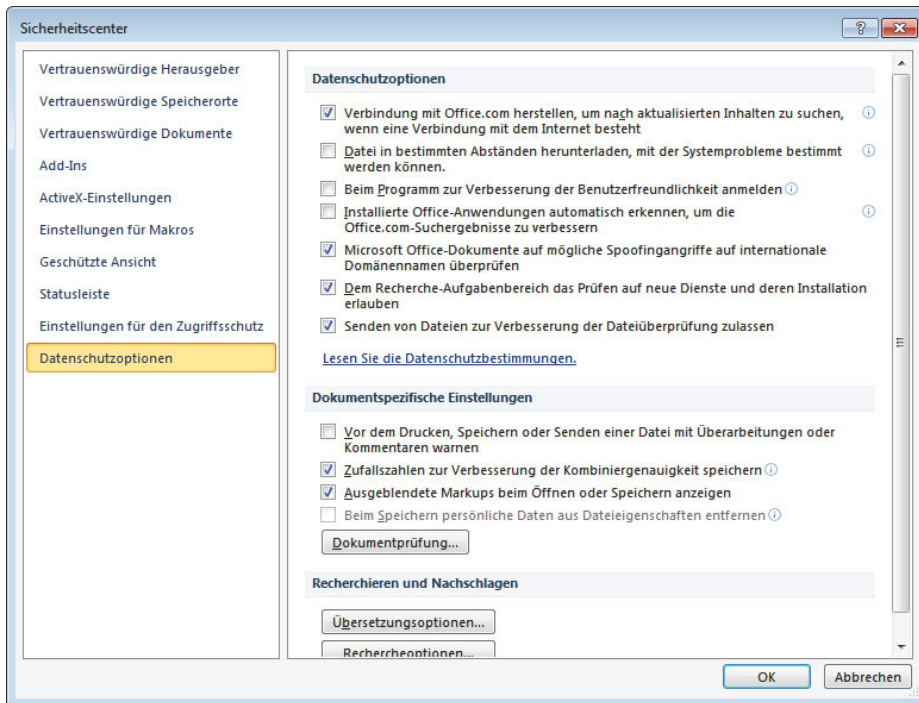 Sicherheitscenter
Vertrauenswürdige Herausgeber
Vertrauenswürdige Speicherorte
Vertrauenswürdige Dokumente
Add-Ins
ActiveX-Einstellungen
Einstellungen für Makros
Geschützte Ansicht
Statusleiste
Einstellungen für den Zugriffsschutz
Datenschutzoptionen
Datenschutzoptionen
Verbindung mit Office.com herstellen, um nach aktualisierten Inhalten zu suchen,
wenn eine Verbindung mit dem Internet besteht
Datei in bestimmten Abständen herunterladen, mit der Systemprobleme bestimmt
werden können.
Beim Programm zur Verbesserung der Benutzerfreundlichkeit anmelden
Installierte Office-Anwendungen automatisch erkennen, um die
Office.com-Suchergebnisse zu verbessern
Microsoft Office-Dokumente auf mögliche Spoofingangriffe auf internationale
Domänennamen überprüfen
Dem Recherche-Aufgabenbereich das Prüfen auf neue Dienste und deren Installation
erlauben
Senden von Dateien zur Verbesserung der Dateiüberprüfung zulassen
Lesen Sie die Datenschutzbestimmungen.
Dokumentspezifische Einstellungen
Vor dem Drucken, Speichern oder Senden einer Datei mit Überarbeitungen oder
Kommentaren warnen
Zufallszahlen zur Verbesserung der Kombiniergenauigkeit speichern
Ausgeblendete Markups beim Öffnen oder Speichern anzeigen
Beim Speichern persönliche Daten aus Dateieigenschaften entfernen
Dokumentprüfung...
Recherchieren und Nachschlagen
Übersetzungsoptionen...
Rechercheoptionen...
OK
Abbrechen